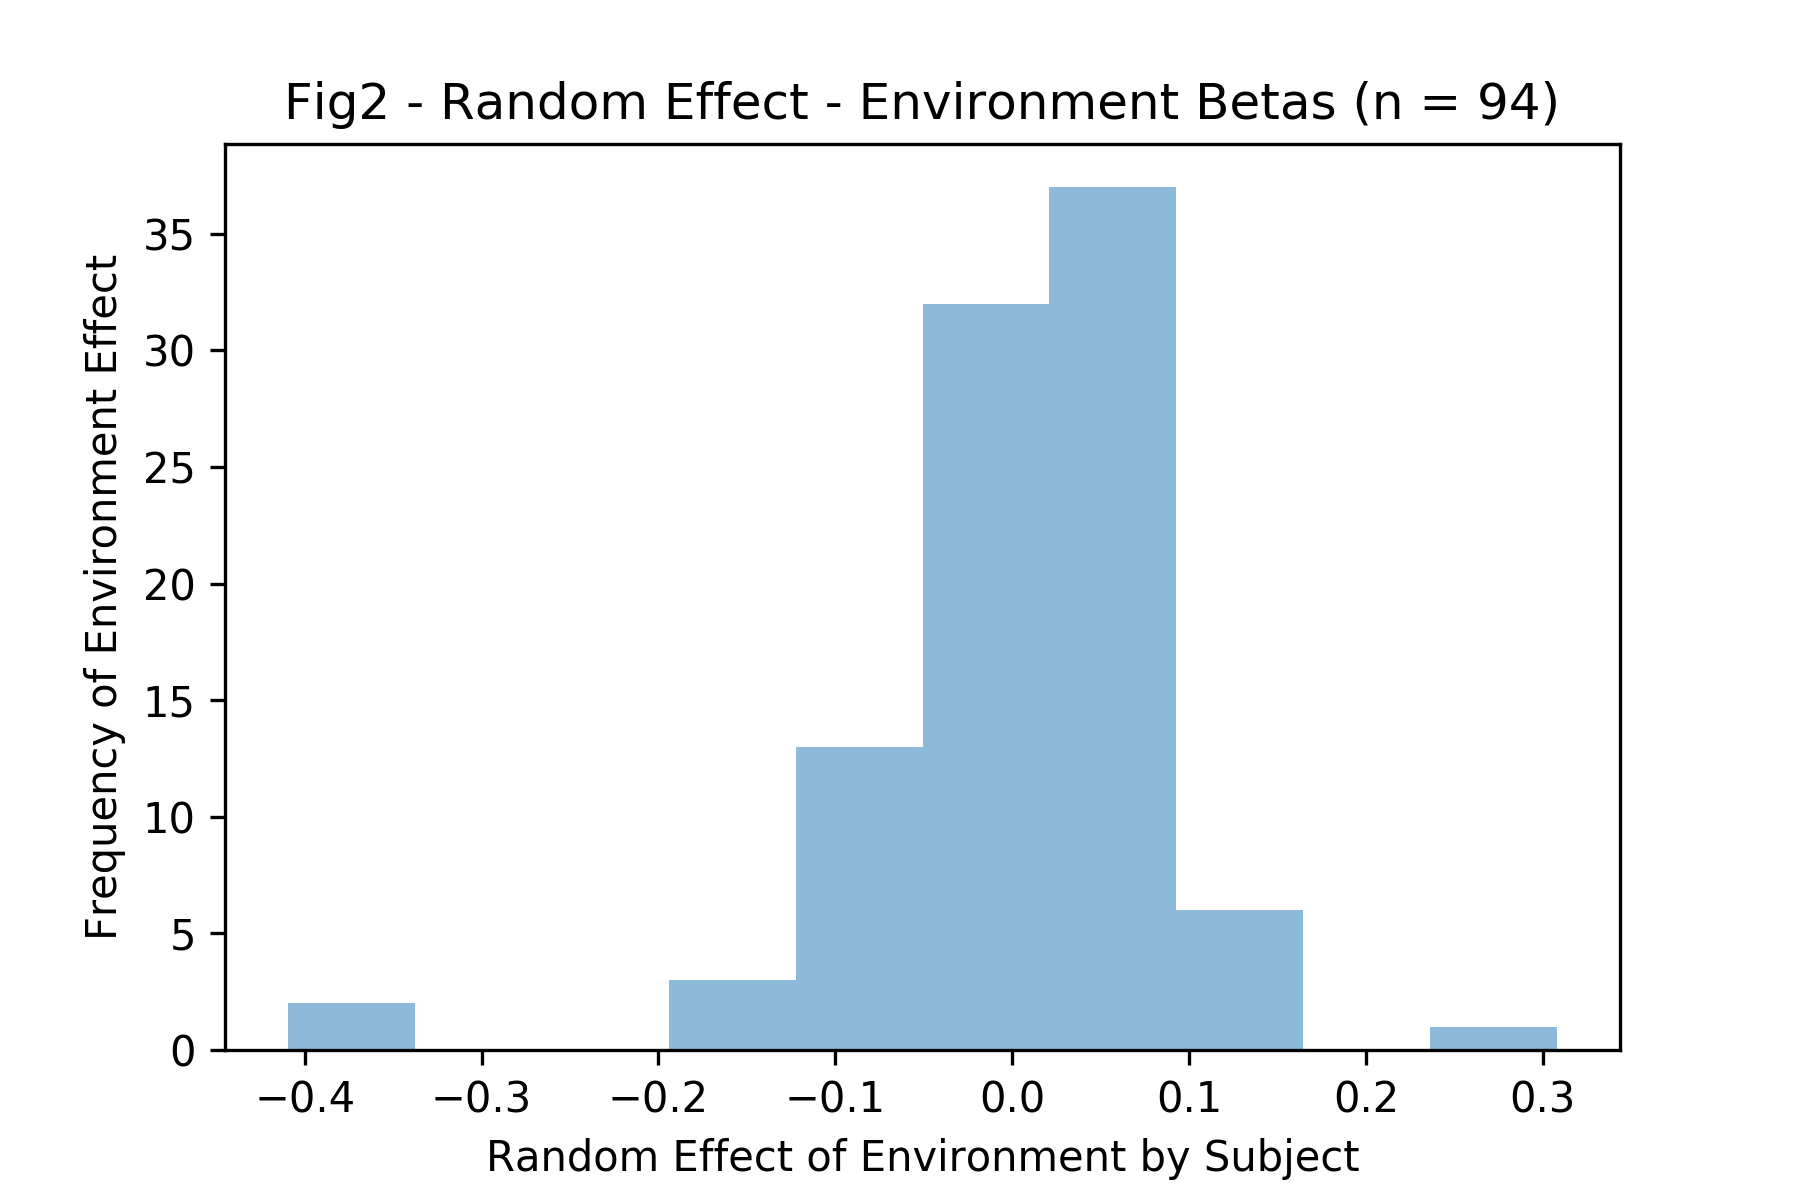 Fig2 - Random Effect - Environment Betas (n = 94)
Frequency of Environment Effect
35
30
25
20
15
10
5
0
−0.4 −0.3 −0.2 −0.1 0.0 0.1 0.2 0.3
Random Effect of Environment by Subject